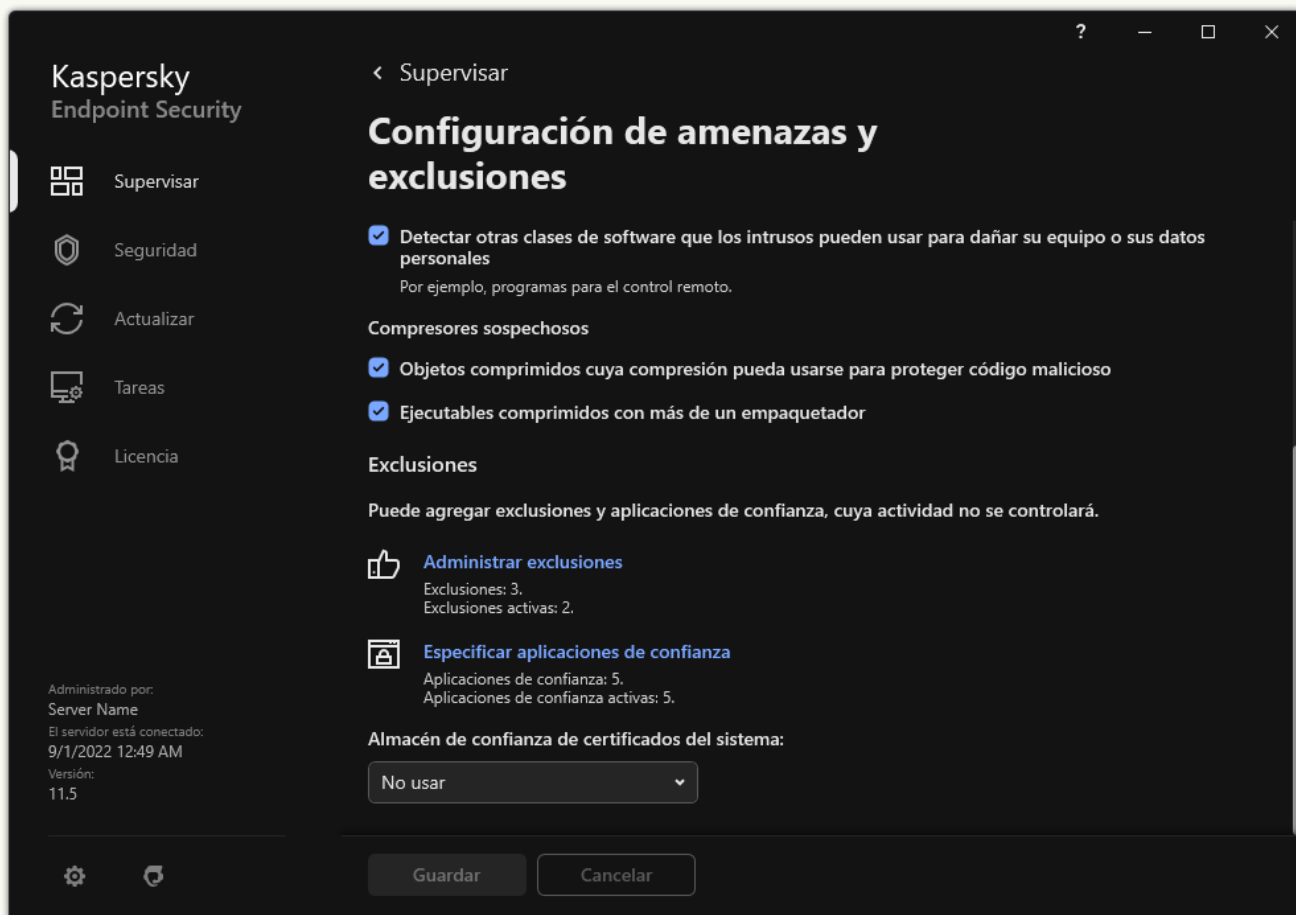 ?
Kaspersky
Endpoint Security
Supervisar
Seguridad
Actualizar
Tareas
Licencia
Administrado por:
Server Name
El servidor está conectado:
9/1/2022 12:49 AM
Versión:
11.5
Supervisar
Configuración de amenazas y
exclusiones
Detectar otras clases de software que los intrusos pueden usar para dañar su equipo o sus datos
personales
Por ejemplo, programas para el control remoto.
Compresores sospechosos
Objetos comprimidos cuya compresión pueda usarse para proteger código malicioso
Ejecutables comprimidos con más de un empaquetador
Exclusiones
Puede agregar exclusiones y aplicaciones de confianza, cuya actividad no se controlará.
Administrar exclusiones
Exclusiones: 3.
Exclusiones activas: 2.
Especificar aplicaciones de confianza
Aplicaciones de confianza: 5.
Aplicaciones de confianza activas: 5.
Almacén de confianza de certificados del sistema:
No usar
Guardar
Cancelar